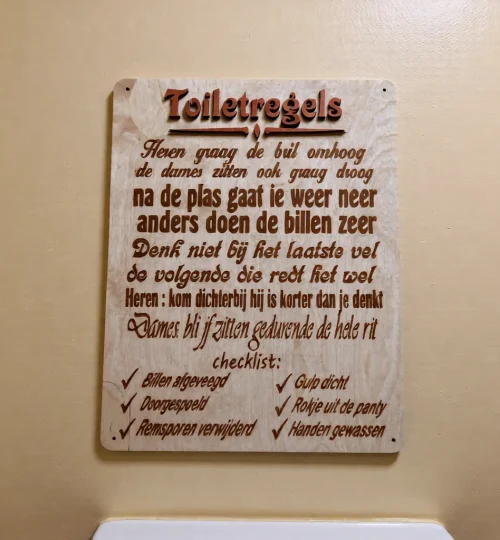 Toiletregels
Heren graag de bril omhoog
de dames zitten ook graag droog
na de plas gaat ie weer neer
anders doen de billen zeer
Denk niet bij het laatste vel
de volgende die redt het wel
Heren : kom dichterbij hij is korter dan je denkt
Dames: blijf zitten gedurende de hele rit
checklist:
✓ Billen afgeveegd
✓ Gulp dicht
✓ Doorgespoeld
✓ Rokje uit de panty
✓ Remsporen verwijderd
✓ Handen gewassen